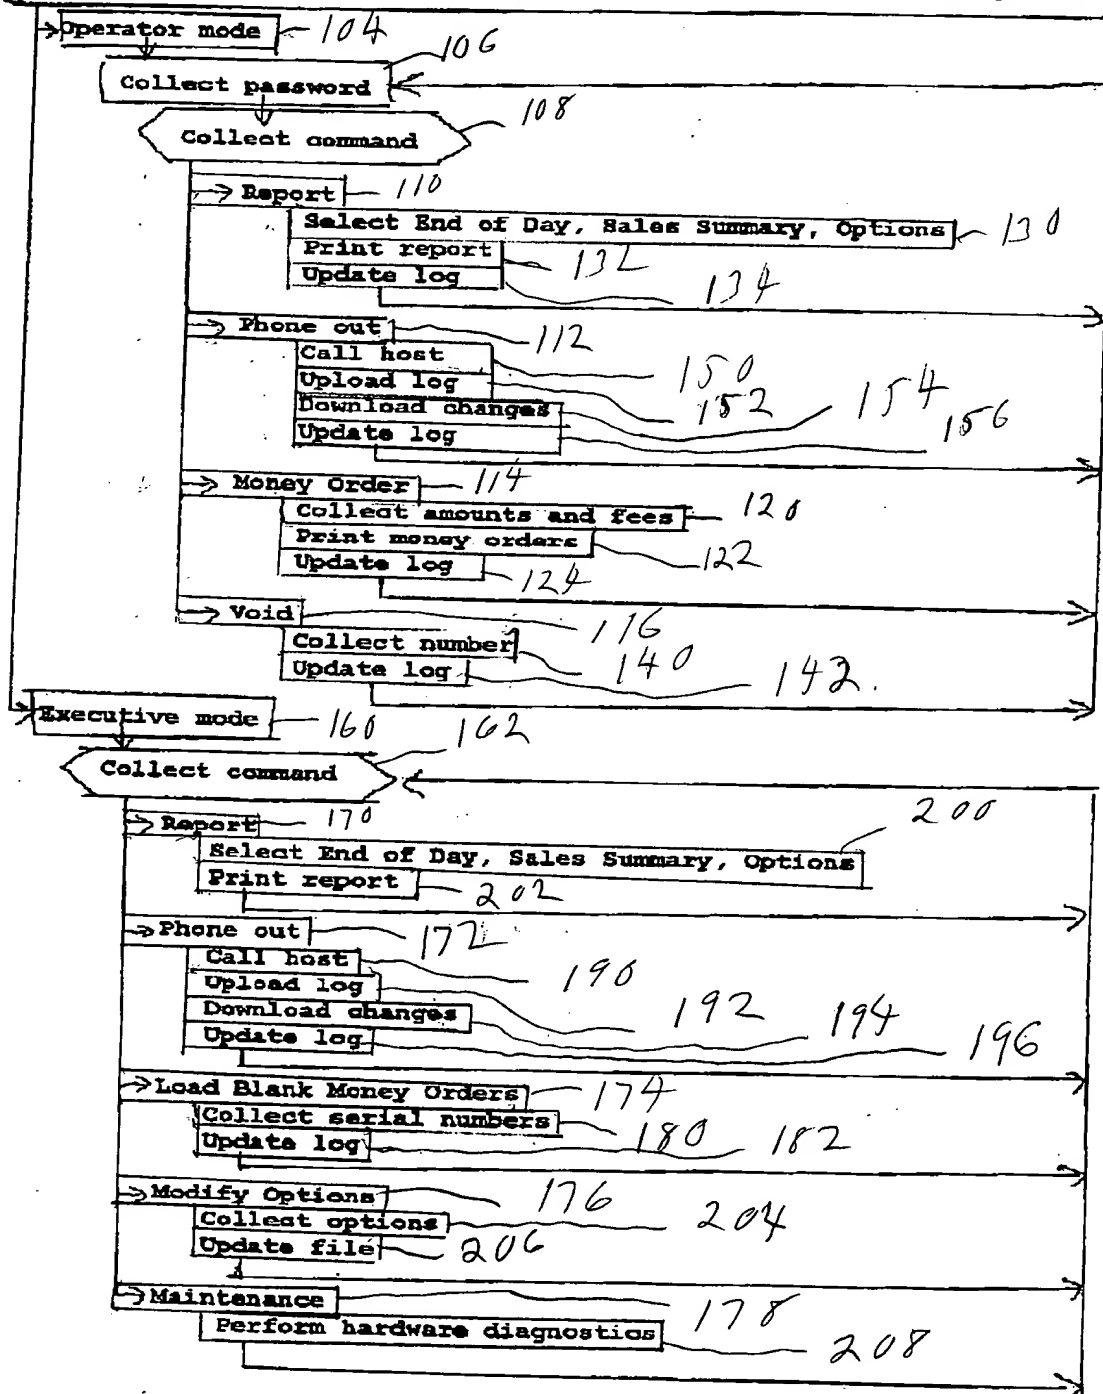 Operator mode 104
106
Collect password
108
Collect command
Report 110
Select End of Day, Sales Summary, Options 130
Print report 132
Update log 134
Phone out 112
Call host 150
Upload log 152
Download changes 154
Update log 156
Money Order 114
Collect amounts and fees 120
Print money orders 122
Update log 124
Void 116
Collect number 140
Update log 142.
Executive mode 160
162
Collect command
Report 170
200
Select End of Day, Sales Summary, Options
Print report 202
Phone out 172
Call host 190
Upload log 192
Download changes 194
Update log 196
Load Blank Money Orders 174
Collect serial numbers 180
Update log 182
Modify Options 176
Collect options 204
Update file 206
Maintenance 178
Perform hardware diagnostics 208